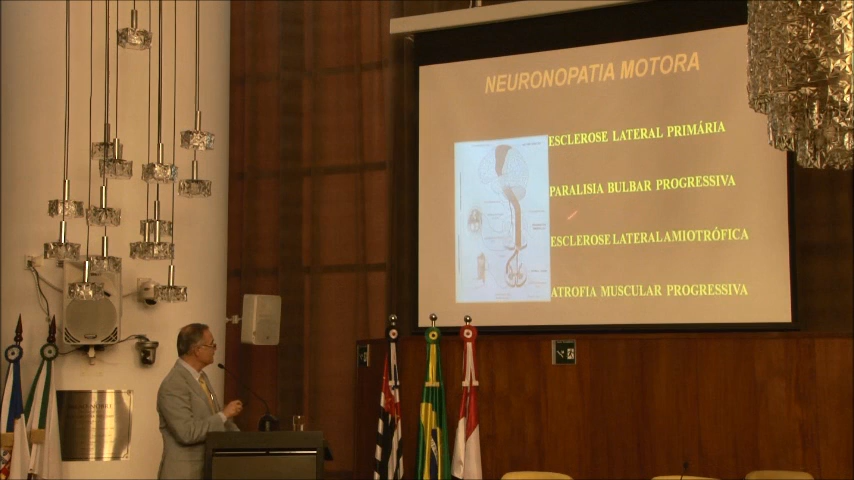 NEURONOPATIA MOTORA
ESCLEROSE LATERAL PRIMÁRIA
PARALISIA BULBAR PROGRESSIVA
ESCLEROSE LATERAL AMIOTRÓFICA
ATROFIA MUSCULAR PROGRESSIVA